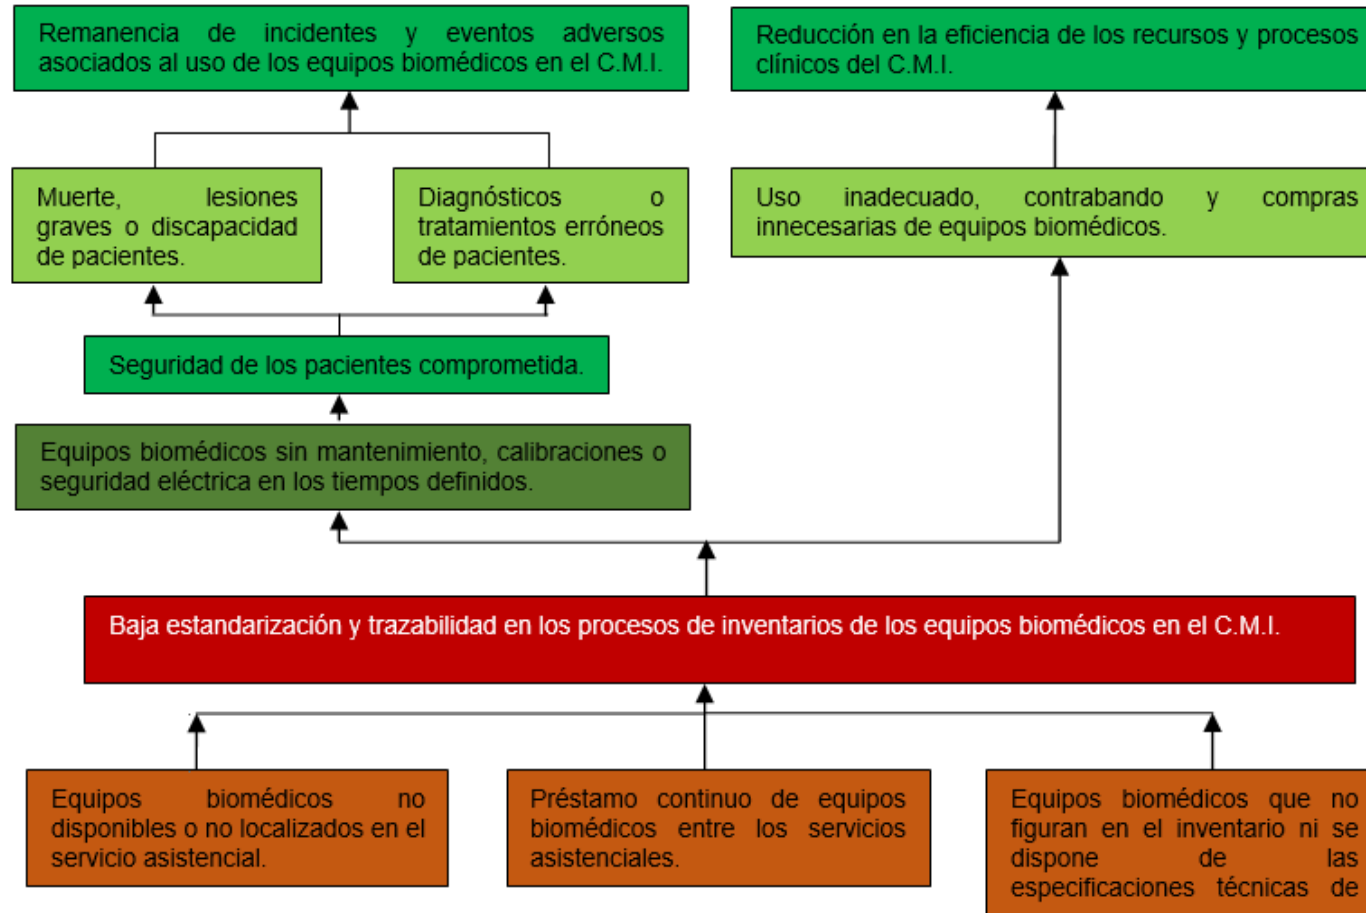 Remanencia de incidentes y eventos adversos
asociados al uso de los equipos biomédicos en el C.M.I.
Reducción en la eficiencia de los recursos y procesos
clínicos del C.M.I.
Muerte, lesiones
graves o discapacidad
de pacientes.
Diagnósticos o
tratamientos erróneos
de pacientes.
Uso inadecuado, contrabando y compras
innecesarias de equipos biomédicos.
Seguridad de los pacientes comprometida.
Equipos biomédicos sin mantenimiento, calibraciones o
seguridad eléctrica en los tiempos definidos.
Baja estandarización y trazabilidad en los procesos de inventarios de los equipos biomédicos en el C.M.I.
Equipos biomédicos no
disponibles o no localizados en el
servicio asistencial.
Préstamo continuo de equipos
biomédicos entre los servicios
asistenciales.
Equipos biomédicos que no
figuran en el inventario ni se
dispone de las
especificaciones técnicas de